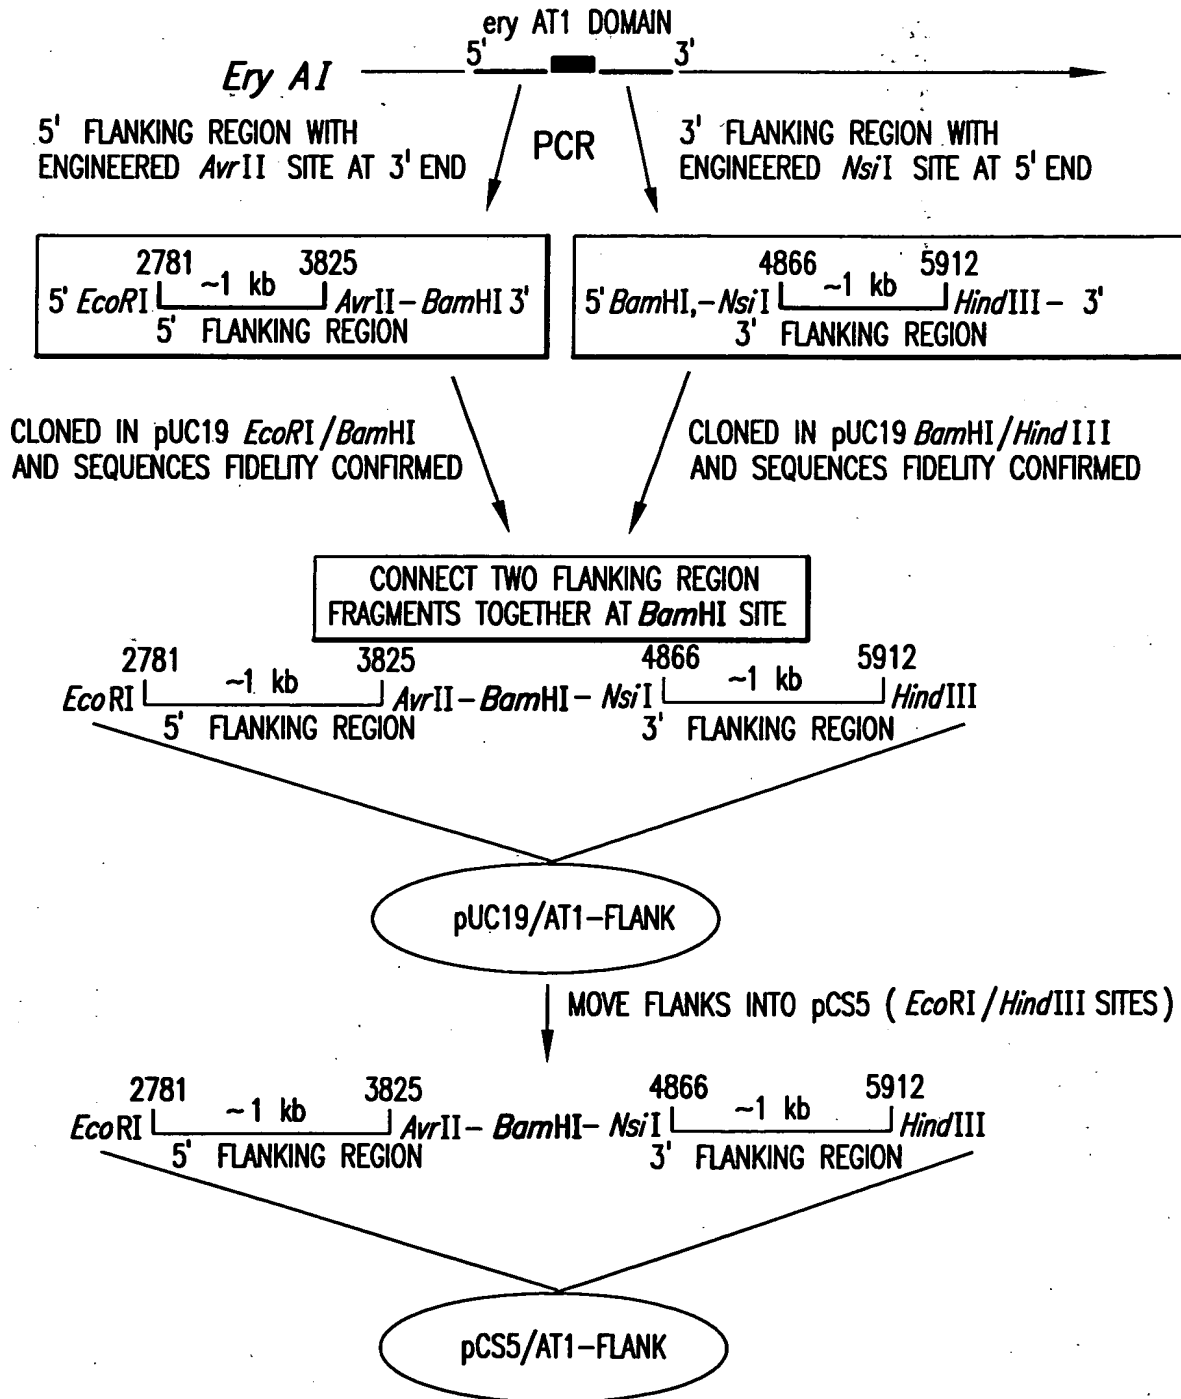 ery AT1 DOMAIN
5' 3'
Ery AI
5' FLANKING REGION WITH
ENGINEERED AvrII SITE AT 3' END
PCR
3' FLANKING REGION WITH
ENGINEERED NsiI SITE AT 5' END
2781 3825
5' EcoRI ~1 kb AvrII-BamHI 3'
5' FLANKING REGION
4866 5912
5' BamHI,-NsiI ~1 kb HindIII- 3'
3' FLANKING REGION
CLONED IN pUC19 EcoRI/BamHI
AND SEQUENCES FIDELITY CONFIRMED
CLONED IN pUC19 BamHI/HindIII
AND SEQUENCES FIDELITY CONFIRMED
CONNECT TWO FLANKING REGION
FRAGMENTS TOGETHER AT BamHI SITE
2781 3825 4866 5912
EcoRI ~1 kb AvrII-BamHI-NsiI ~1 kb HindIII
5' FLANKING REGION 3' FLANKING REGION
pUC19/AT1-FLANK
MOVE FLANKS INTO pCS5 (EcoRI/HindIII SITES)
2781 3825 4866 5912
EcoRI ~1 kb AvrII-BamHI-NsiI ~1 kb HindIII
5' FLANKING REGION 3' FLANKING REGION
pCS5/AT1-FLANK